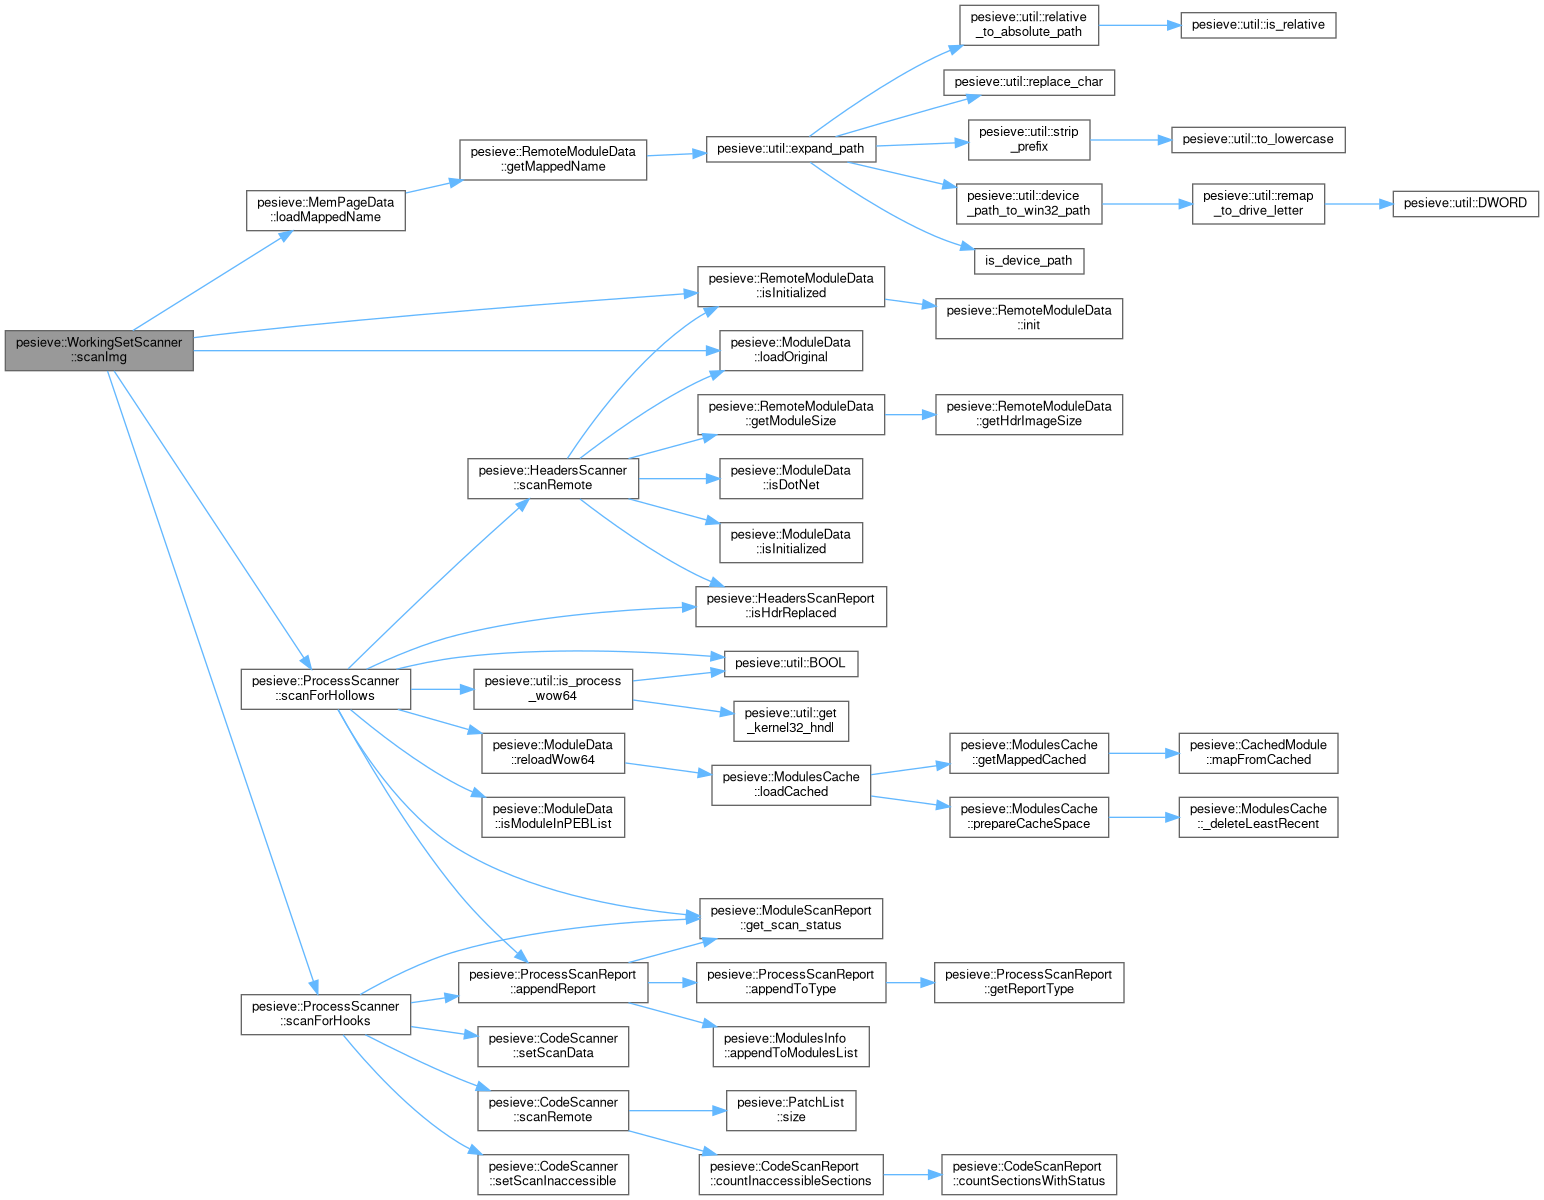 pesieve::util::relative
_to_absolute_path
pesieve::util::is_relative
pesieve::util::replace_char
pesieve::util::strip
_prefix
pesieve::util::to_lowercase
pesieve::RemoteModuleData
::getMappedName
pesieve::util::expand_path
pesieve::MemPageData
::loadMappedName
pesieve::util::device
_path_to_win32_path
pesieve::util::remap
_to_drive_letter
pesieve::util::DWORD
is_device_path
pesieve::RemoteModuleData
::isInitialized
pesieve::RemoteModuleData
::init
pesieve::WorkingSetScanner
::scanImg
pesieve::ModuleData
::loadOriginal
pesieve::RemoteModuleData
::getModuleSize
pesieve::RemoteModuleData
::getHdrImageSize
pesieve::HeadersScanner
::scanRemote
pesieve::ModuleData
::isDotNet
pesieve::ModuleData
::isInitialized
pesieve::HeadersScanReport
::isHdrReplaced
pesieve::ProcessScanner
::scanForHollows
pesieve::util::is_process
_wow64
pesieve::util::BOOL
pesieve::util::get
_kernel32_hndl
pesieve::ModuleData
::reloadWow64
pesieve::ModulesCache
::loadCached
pesieve::ModulesCache
::getMappedCached
pesieve::CachedModule
::mapFromCached
pesieve::ModuleData
::isModuleInPEBList
pesieve::ModulesCache
::prepareCacheSpace
pesieve::ModulesCache
::_deleteLeastRecent
pesieve::ModuleScanReport
::get_scan_status
pesieve::ProcessScanReport
::appendReport
pesieve::ProcessScanReport
::appendToType
pesieve::ProcessScanReport
::getReportType
pesieve::ProcessScanner
::scanForHooks
pesieve::CodeScanner
::setScanData
pesieve::ModulesInfo
::appendToModulesList
pesieve::CodeScanner
::scanRemote
pesieve::PatchList
::size
pesieve::CodeScanner
::setScanInaccessible
pesieve::CodeScanReport
::countInaccessibleSections
pesieve::CodeScanReport
::countSectionsWithStatus